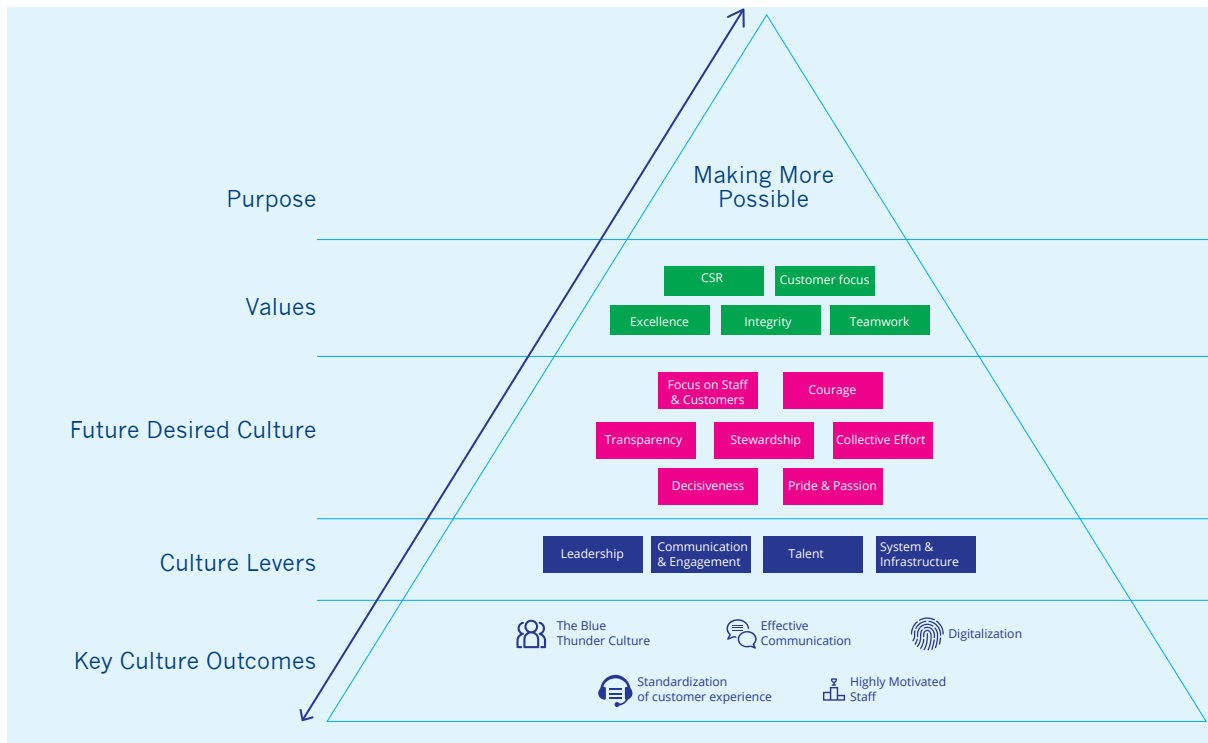 Purpose
Making More
Possible
Values
CSR
Customer focus
Excellence
Integrity
Teamwork
Future Desired Culture
Focus on Staff
& Customers
Courage
Transparency
Stewardship
Collective Effort
Decisiveness
Pride & Passion
Culture Levers
Leadership
Communication
& Engagement
Talent
System &
Infrastructure
Key Culture Outcomes
The Blue
Thunder Culture
Effective
Communication
Digitalization
Standardization
of customer experience
Highly Motivated
Staff